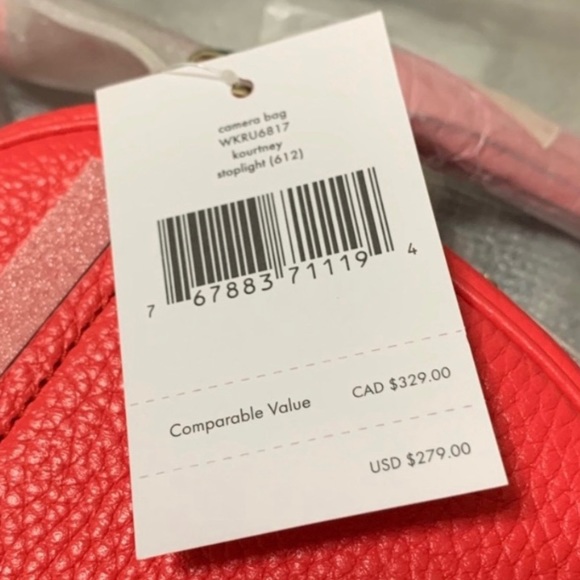 camera bag
WKRU6817
kourtney
stoplight (612)
7 67883 71119 4
Comparable Value CAD $329.00
USD $279.00